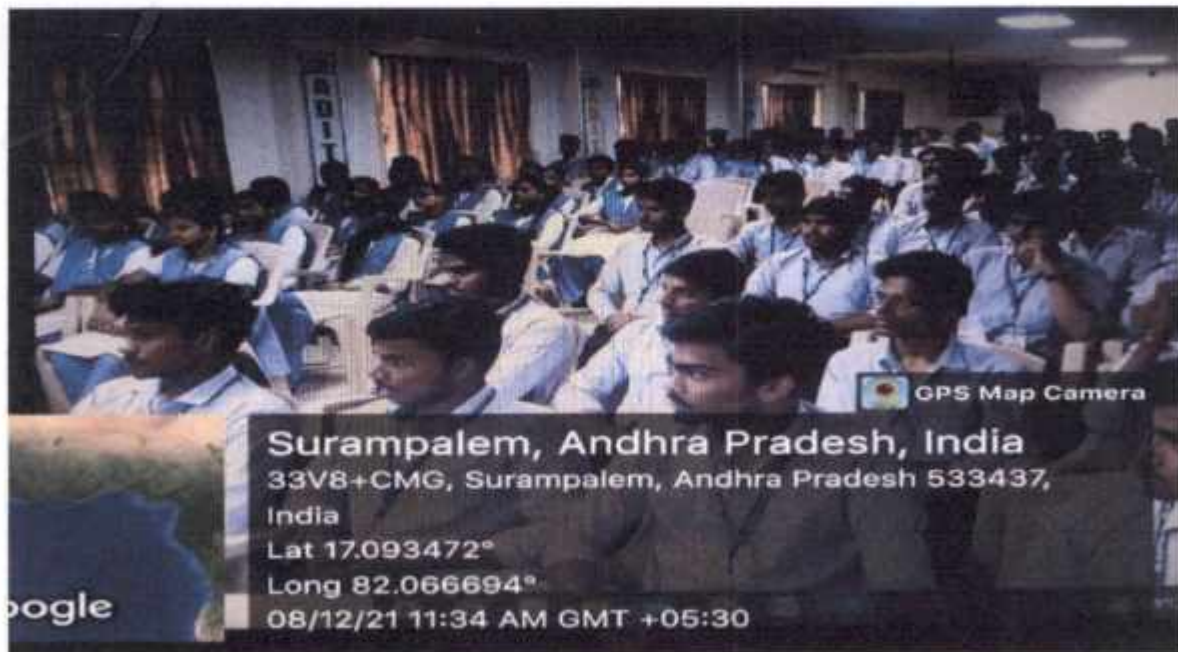 ADIT
GPS Map Camera
Surampalem, Andhra Pradesh, India
33V8+CMG, Surampalem, Andhra Pradesh 533437,
India
Lat 17.093472°
Long 82.066694°
08/12/21 11:34 AM GMT +05:30
oogle